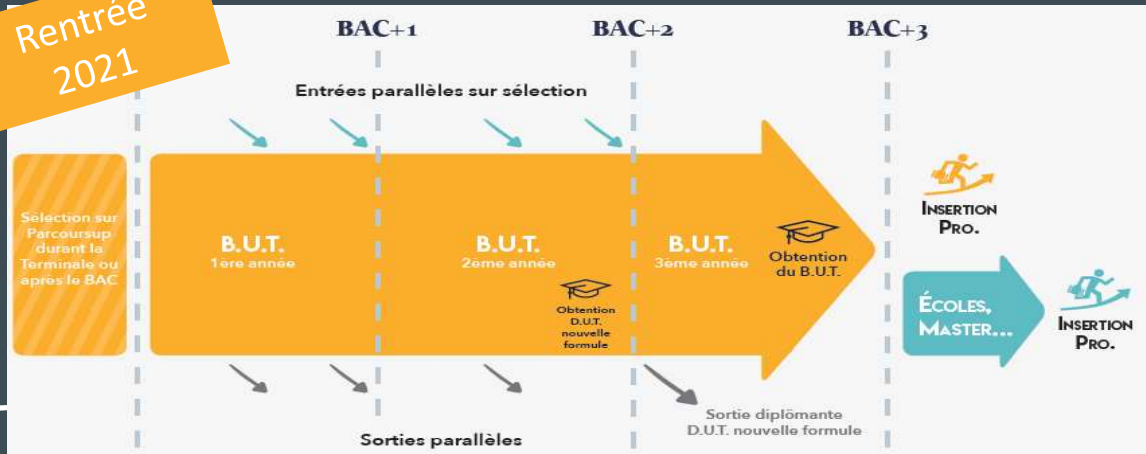 Rentrée
2021
BAC+1
BAC+2
BAC+3
Entrées parallèles sur sélection
Sélection sur
Parcoursup
durant la
Terminale ou
après le BAC
B.U.T.
1ère année
B.U.T.
2ème année
Obtention
D.U.T.
nouvelle
formule
B.U.T.
3ème année
Obtention
du B.U.T.
INSERTION
PRO.
ÉCOLES,
MASTER...
INSERTION
PRO.
Sortie diplômante
D.U.T. nouvelle formule
Sorties parallèles